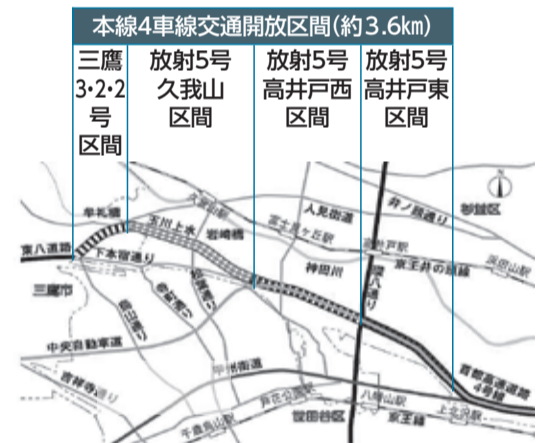 本線4車線交通開放区間(約3.6km)
三鷹
3・2・2
号
区間
放射5号
久我山
区間
放射5号
高井戸西
区間
放射5号
高井戸東
区間
N
牟礼橋
玉川上水
岩崎橋
久我山駅
富士見ヶ丘駅
人見街道
井ノ頭通り
杉並区
東八道路
下本宿通り
三鷹市
神田川
高井戸駅
京王井の頭線
浜田山駅
環八通り
中央自動車道
吉祥寺通り
甲州街道
千歳烏山駅
芦花公園駅
世田谷区
八幡山駅
京王線
上北沢駅
首都高速道路
4号線